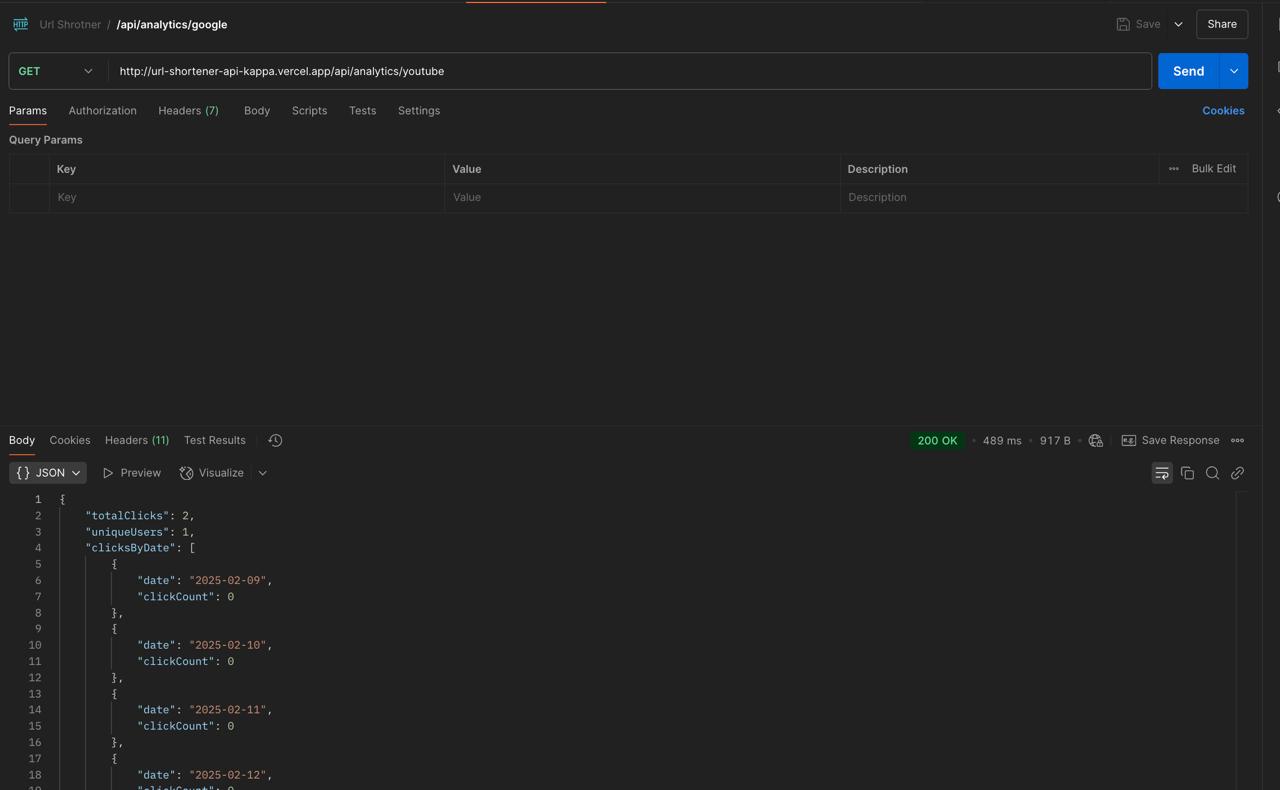 HTTP Url Shrotner / /api/analytics/google Save Share
GET http://url-shortener-api-kappa.vercel.app/api/analytics/youtube Send
Params Authorization Headers (7) Body Scripts Tests Settings Cookies
Query Params
Key Value Description ••• Bulk Edit
Key Value Description
Body Cookies Headers (11) Test Results 200 OK • 489 ms • 917 B • e.g. Save Response •••
{} JSON Preview Visualize
1 {
2 "totalClicks": 2,
3 "uniqueUsers": 1,
4 "clicksByDate": [
5 {
6 "date": "2025-02-09",
7 "clickCount": 0
8 },
9 {
10 "date": "2025-02-10",
11 "clickCount": 0
12 },
13 {
14 "date": "2025-02-11",
15 "clickCount": 0
16 },
17 {
18 "date": "2025-02-12",